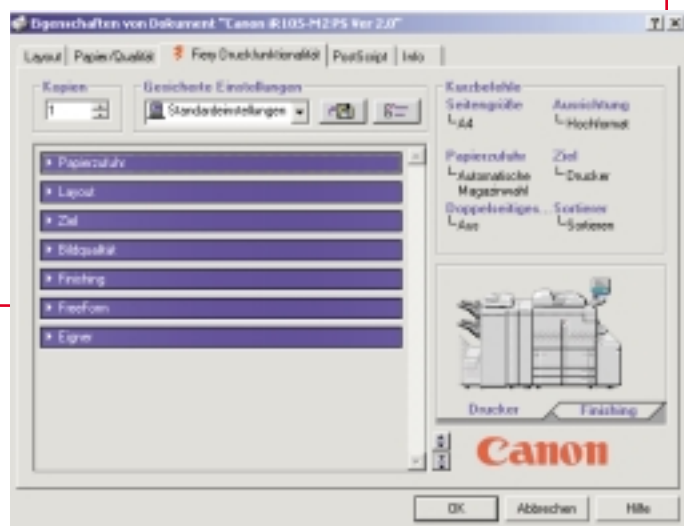 Eigenschaften von Dokument "Canon iR105-M2 PS Ver 2.0"
Layout Papier/Qualität Fiery Druckfunktionalität PostScript Info
Kopien
1
Gesicherte Einstellungen
Standardeinstellungen
Papierzufuhr
Layout
Ziel
Bildqualität
Finishing
Freeform
Eigner
Kurzbefehle
Seitengröße Ausrichtung
A4 Hochformat
Papierzufuhr Ziel
Automatische Drucker
Magazinwahl
Doppelseitiges... Sortierer
Aus Sortieren
Drucker Finishing
Canon
OK Abbrechen Hilfe